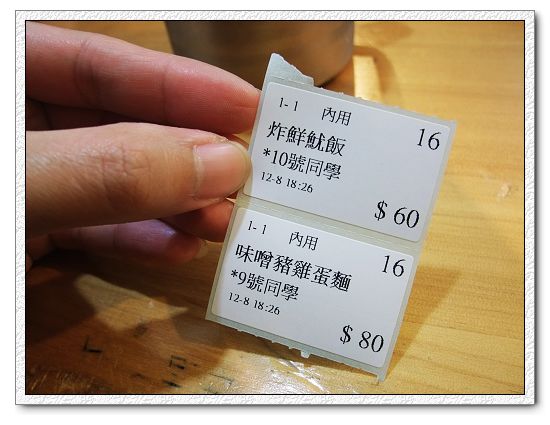 1-1 內用 16
炸鮮魷飯
*10號同學
12-8 18:26
$ 60
1-1 內用 16
味噌豬雞蛋麵
*9號同學
12-8 18:26
$ 80